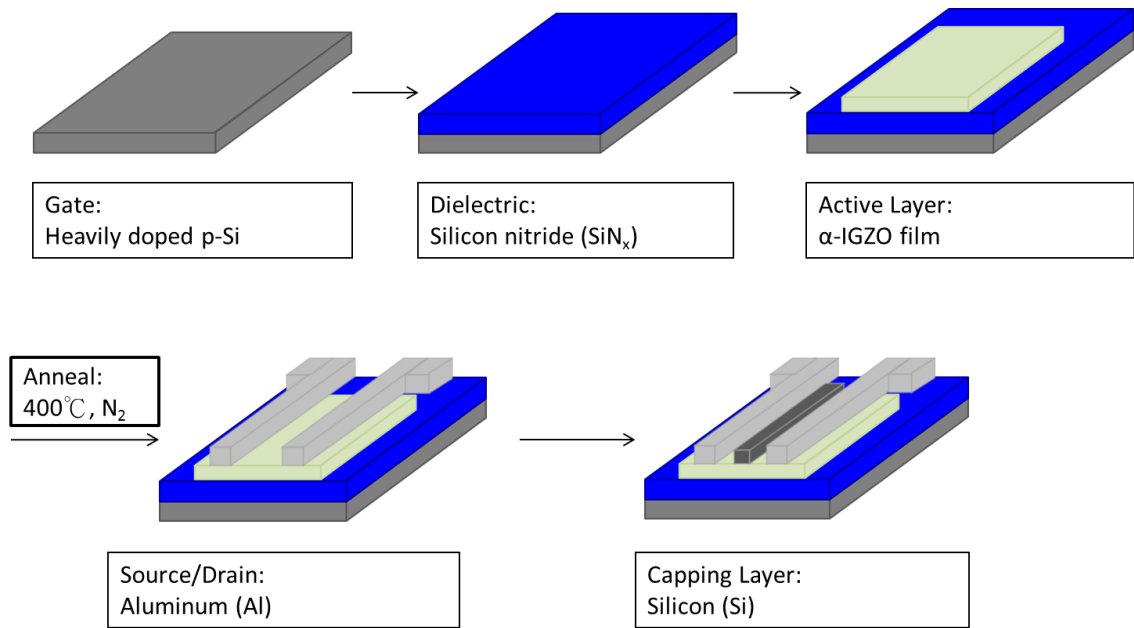 Gate:
Heavily doped p-Si
Dielectric:
Silicon nitride (SiNₓ)
Active Layer:
α-IGZO film
Anneal:
400℃, N₂
Source/Drain:
Aluminum (Al)
Capping Layer:
Silicon (Si)